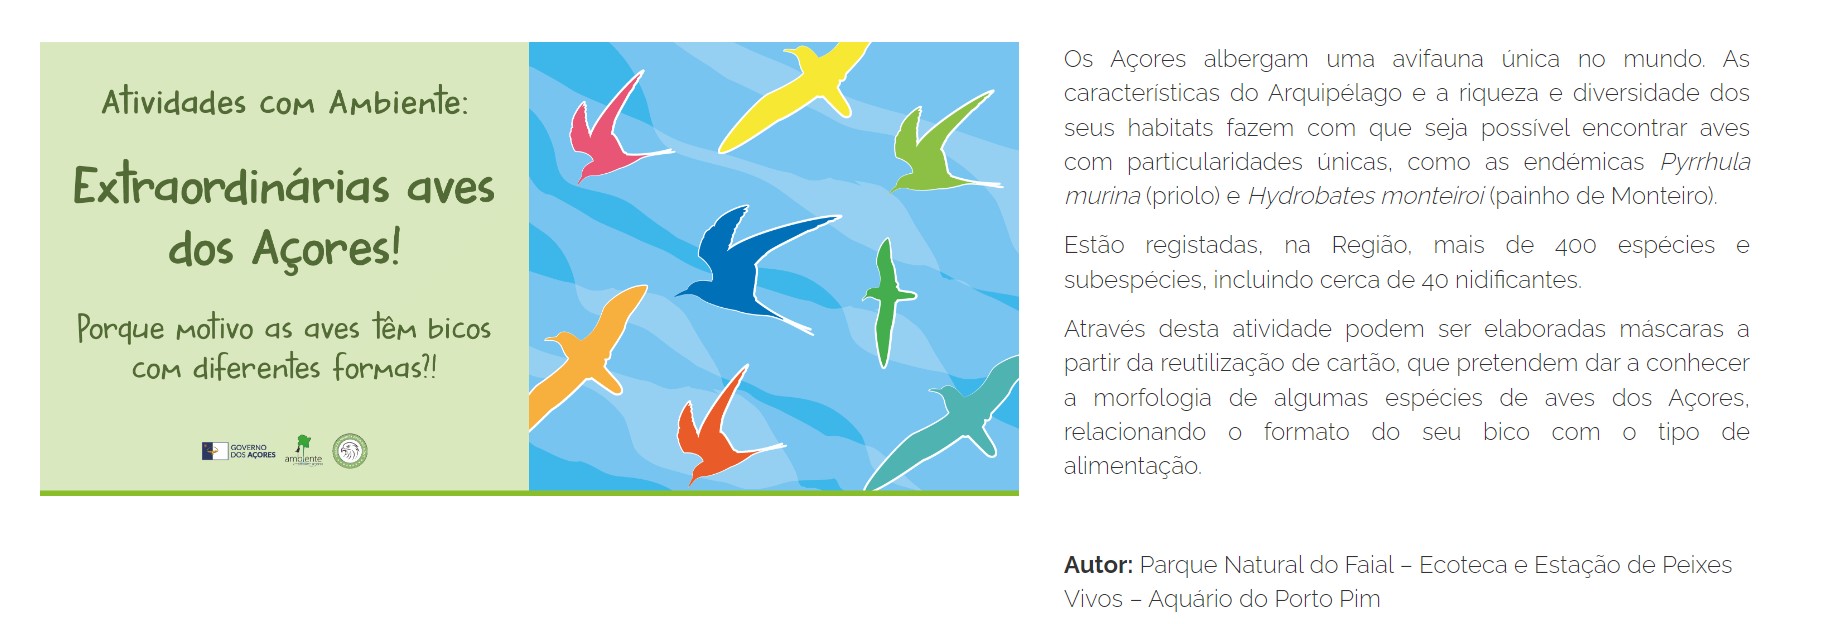 Atividades com Ambiente:
Extraordinárias aves
dos Açores!
Porque motivo as aves têm bicos
com diferentes formas?!
GOVERNO
DOS AÇORES
ambiente
Os Açores albergam uma avifauna única no mundo. As
características do Arquipélago e a riqueza e diversidade dos
seus habitats fazem com que seja possível encontrar aves
com particularidades únicas, como as endémicas Pyrrhula
murina (priolo) e Hydrobates monteiroi (painho de Monteiro).
Estão registadas, na Região, mais de 400 espécies e
subespécies, incluindo cerca de 40 nidificantes.
Através desta atividade podem ser elaboradas máscaras a
partir da reutilização de cartão, que pretendem dar a conhecer
a morfologia de algumas espécies de aves dos Açores,
relacionando o formato do seu bico com o tipo de
alimentação.
Autor: Parque Natural do Faial – Ecoteca e Estação de Peixes
Vivos – Aquário do Porto Pim